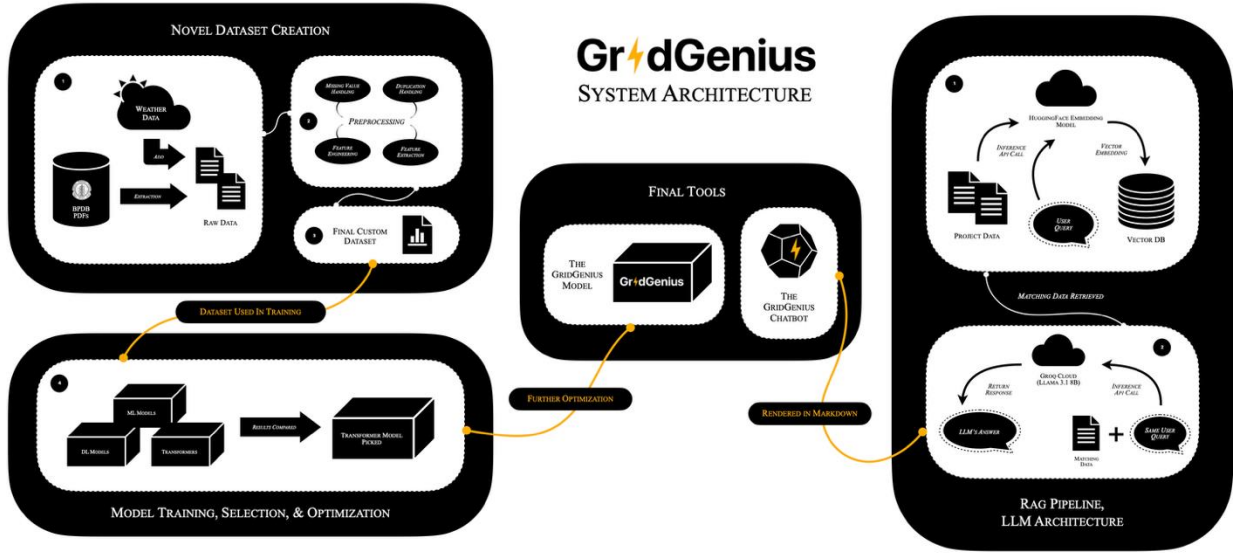 NOVEL DATASET CREATION
1
WEATHER
DATA
ADD
BPDB
PDFS
EXTRACTION
RAW DATA
2
MISSING VALUE
HANDLING
DUPLICATION
HANDLING
PREPROCESSING
FEATURE
ENGINEERING
FEATURE
EXTRACTION
3
FINAL CUSTOM
DATASET
DATASET USED IN TRAINING
4
ML MODELS
DL MODELS
TRANSFORMERS
RESULTS COMPARED
TRANSFORMER MODEL
PICKED
MODEL TRAINING, SELECTION, & OPTIMIZATION
GridGenius
SYSTEM ARCHITECTURE
FINAL TOOLS
THE
GRIDGENIUS
MODEL
GridGenius
THE
GRIDGENIUS
CHATBOT
FURTHER OPTIMIZATION
RENDERED IN MARKDOWN
1
HUGGINGFACE EMBEDDING
MODEL
INFERENCE
API CALL
VECTOR
EMBEDDING
PROJECT DATA
USER
QUERY
VECTOR DB
MATCHING DATA RETRIEVED
2
GROQ CLOUD
(LLAMA 3.1 8B)
RETURN
RESPONSE
INFERENCE
API CALL
LLM'S ANSWER
MATCHING
DATA
+
SAME USER
QUERY
RAG PIPELINE,
LLM ARCHITECTURE